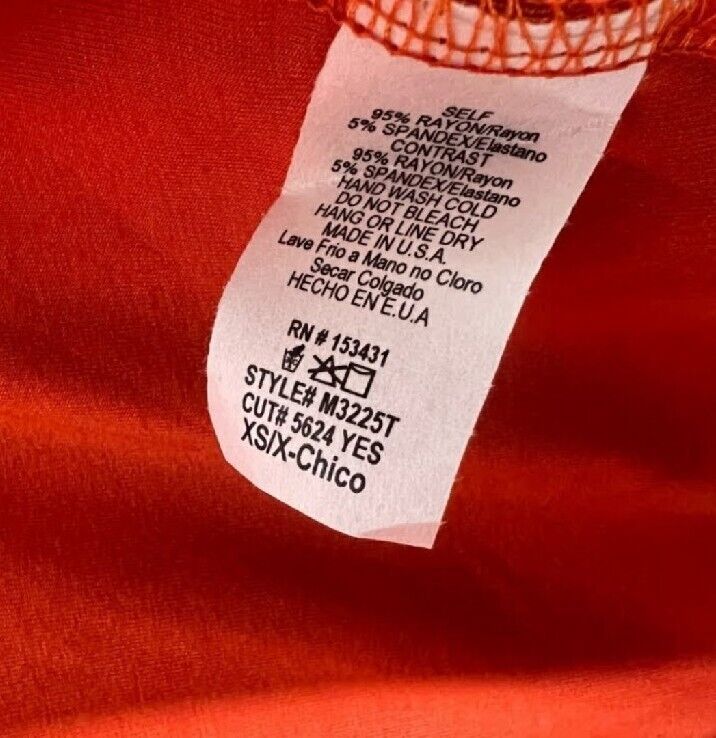 SELF
95% RAYON/Rayon
5% SPANDEX/Elastano
CONTRAST
95% RAYON/Rayon
5% SPANDEX/Elastano
HAND WASH COLD
DO NOT BLEACH
HANG OR LINE DRY
MADE IN U.S.A.
Lave Frio a Mano no Cloro
Secar Colgado
HECHO EN E.U.A
RN # 153431
STYLE# M3225T
CUT# 5624 YES
XS/X-Chico